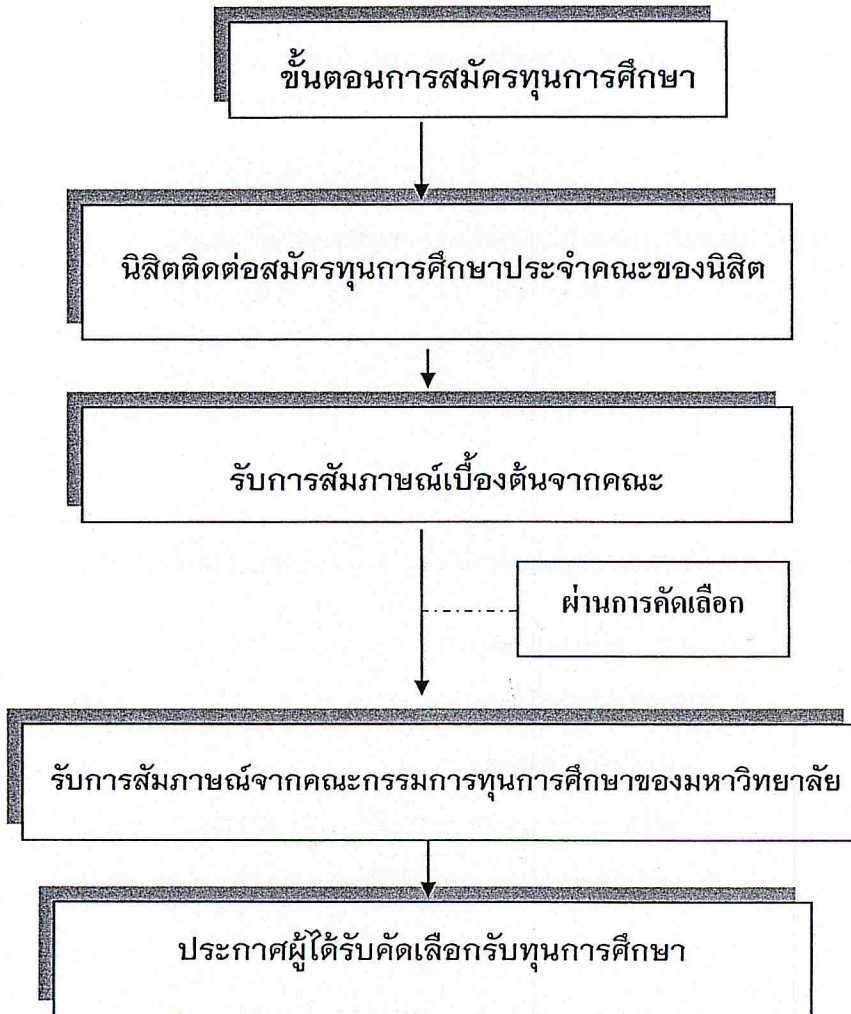 ขั้นตอนการสมัครทุนการศึกษา
นิสิตติดต่อสมัครทุนการศึกษาประจำคณะของนิสิต
รับการสัมภาษณ์เบื้องต้นจากคณะ
ผ่านการคัดเลือก
รับการสัมภาษณ์จากคณะกรรมการทุนการศึกษาของมหาวิทยาลัย
ประกาศผู้ได้รับคัดเลือกรับทุนการศึกษา